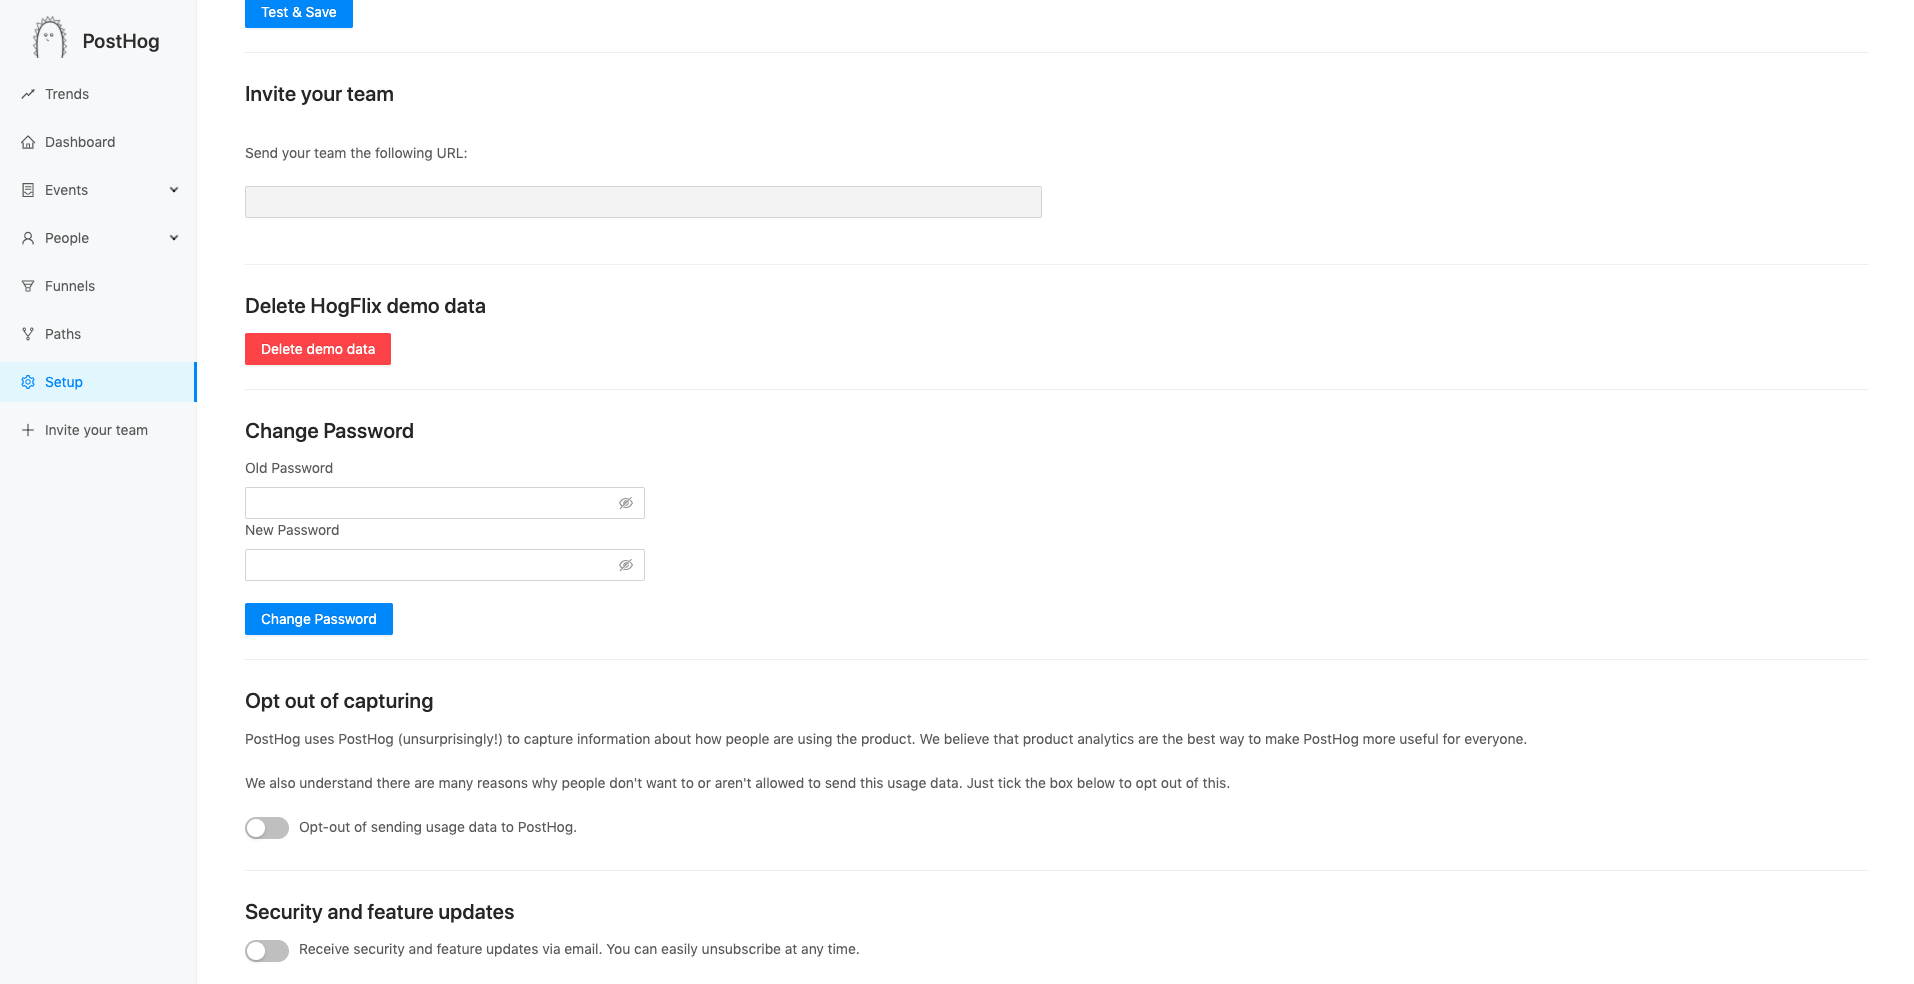 PostHog
Trends
Dashboard
Events
People
Funnels
Paths
Setup
Invite your team
Test & Save
Invite your team
Send your team the following URL:
Delete HogFlix demo data
Delete demo data
Change Password
Old Password
New Password
Change Password
Opt out of capturing
PostHog uses PostHog (unsurprisingly!) to capture information about how people are using the product. We believe that product analytics are the best way to make PostHog more useful for everyone.
We also understand there are many reasons why people don't want to or aren't allowed to send this usage data. Just tick the box below to opt out of this.
Opt-out of sending usage data to PostHog.
Security and feature updates
Receive security and feature updates via email. You can easily unsubscribe at any time.